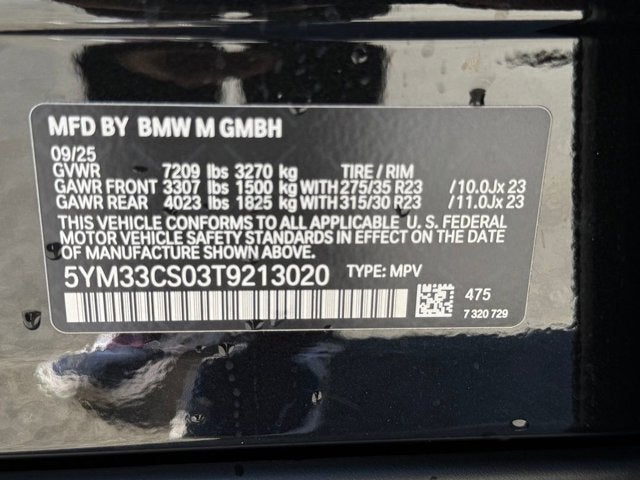 MFD BY BMW M GMBH
09/25
GVWR 7209 lbs 3270 kg TIRE / RIM
GAWR FRONT 3307 lbs 1500 kg WITH 275/35 R23 /10.0Jx 23
GAWR REAR 4023 lbs 1825 kg WITH 315/30 R23 /11.0Jx 23
THIS VEHICLE CONFORMS TO ALL APPLICABLE U. S. FEDERAL
MOTOR VEHICLE SAFETY STANDARDS IN EFFECT ON THE DATE
OF MANUFACTURE SHOWN ABOVE.
5YM33CS03T9213020 TYPE: MPV
475
7 320 729